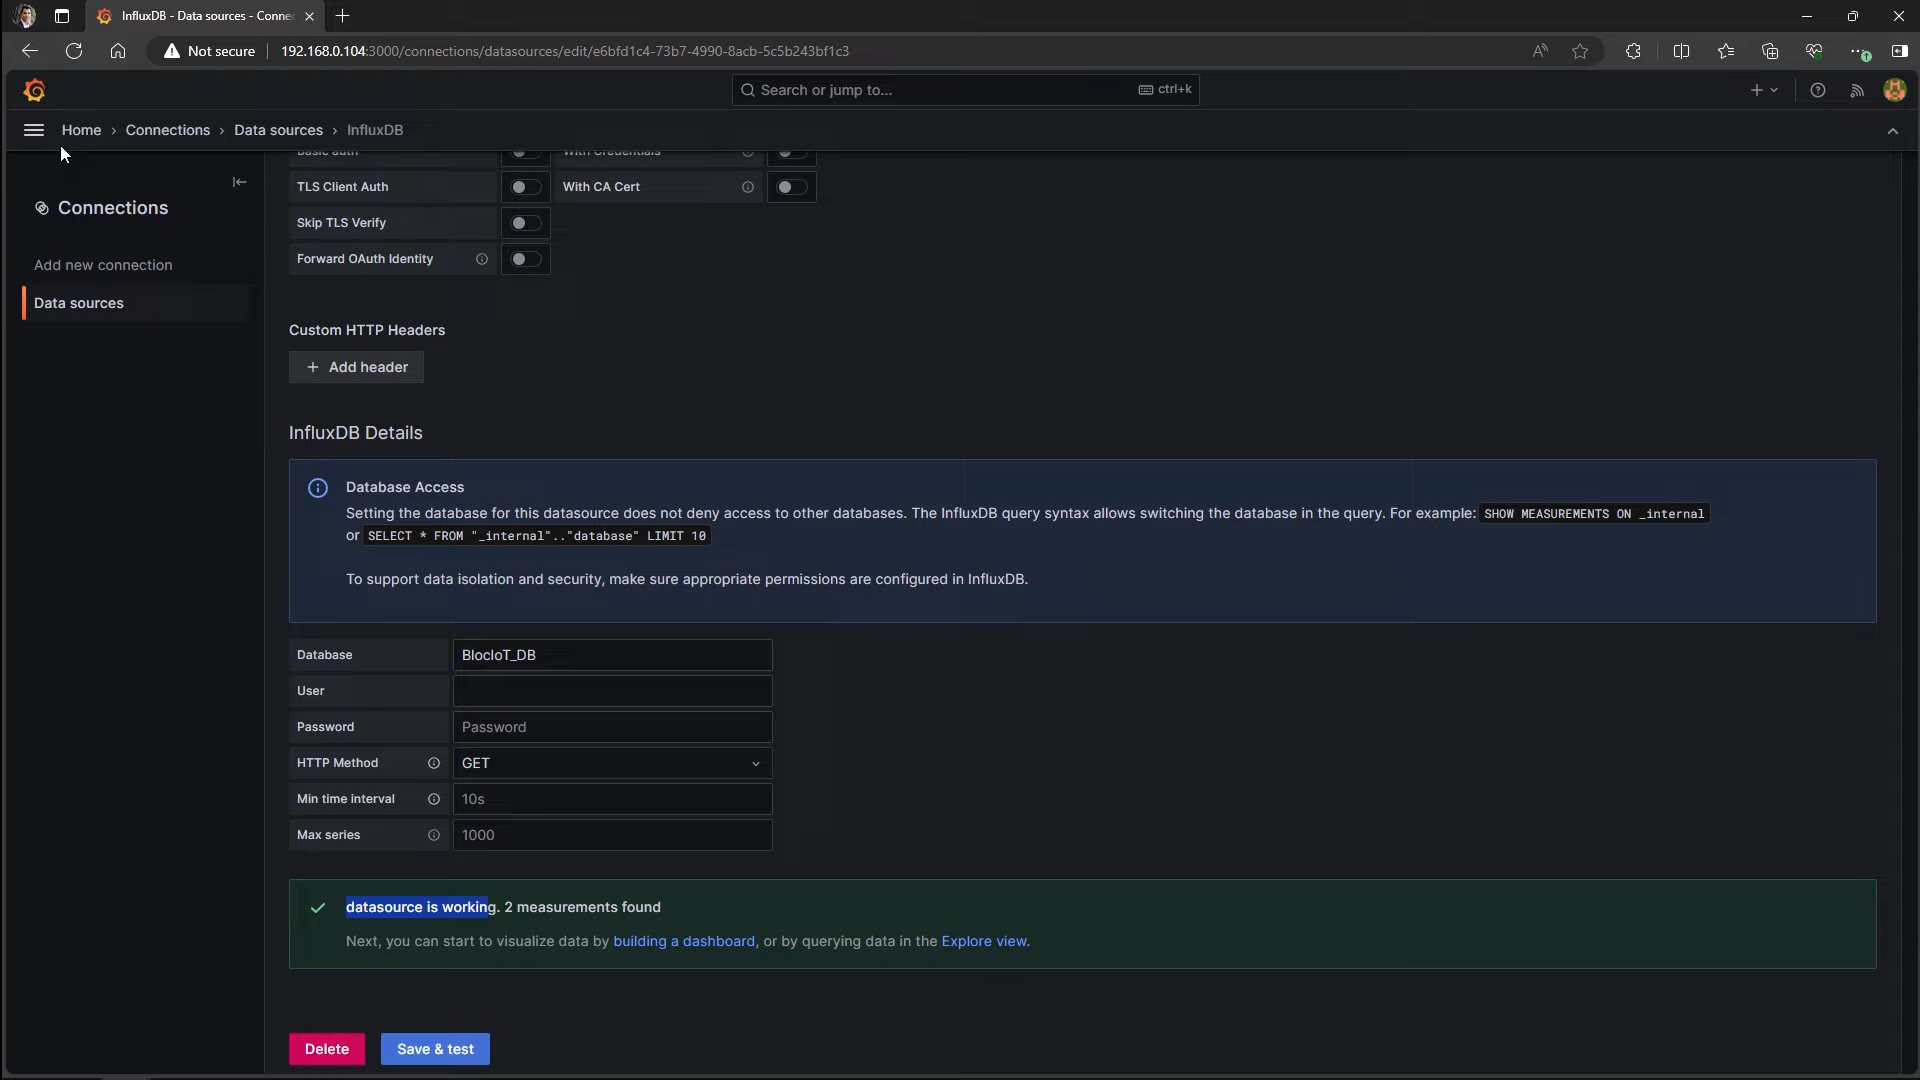 InfluxDB - Data sources - Connec
Not secure
192.168.0.104:3000/connections/datasources/edit/e6bfd1c4-73b7-4990-8acb-5c5b243bf1c3
Search or jump to...
ctrl+k
Home › Connections › Data sources › InfluxDB
Connections
Add new connection
Data sources
Basic auth
With Credentials
TLS Client Auth
With CA Cert
Skip TLS Verify
Forward OAuth Identity
Custom HTTP Headers
+ Add header
InfluxDB Details
Database Access
Setting the database for this datasource does not deny access to other databases. The InfluxDB query syntax allows switching the database in the query. For example: SHOW MEASUREMENTS ON _internal
or SELECT * FROM "_internal".."database" LIMIT 10
To support data isolation and security, make sure appropriate permissions are configured in InfluxDB.
Database
BlocIoT_DB
User
Password
Password
HTTP Method
GET
Min time interval
10s
Max series
1000
datasource is working. 2 measurements found
Next, you can start to visualize data by building a dashboard, or by querying data in the Explore view.
Delete
Save & test